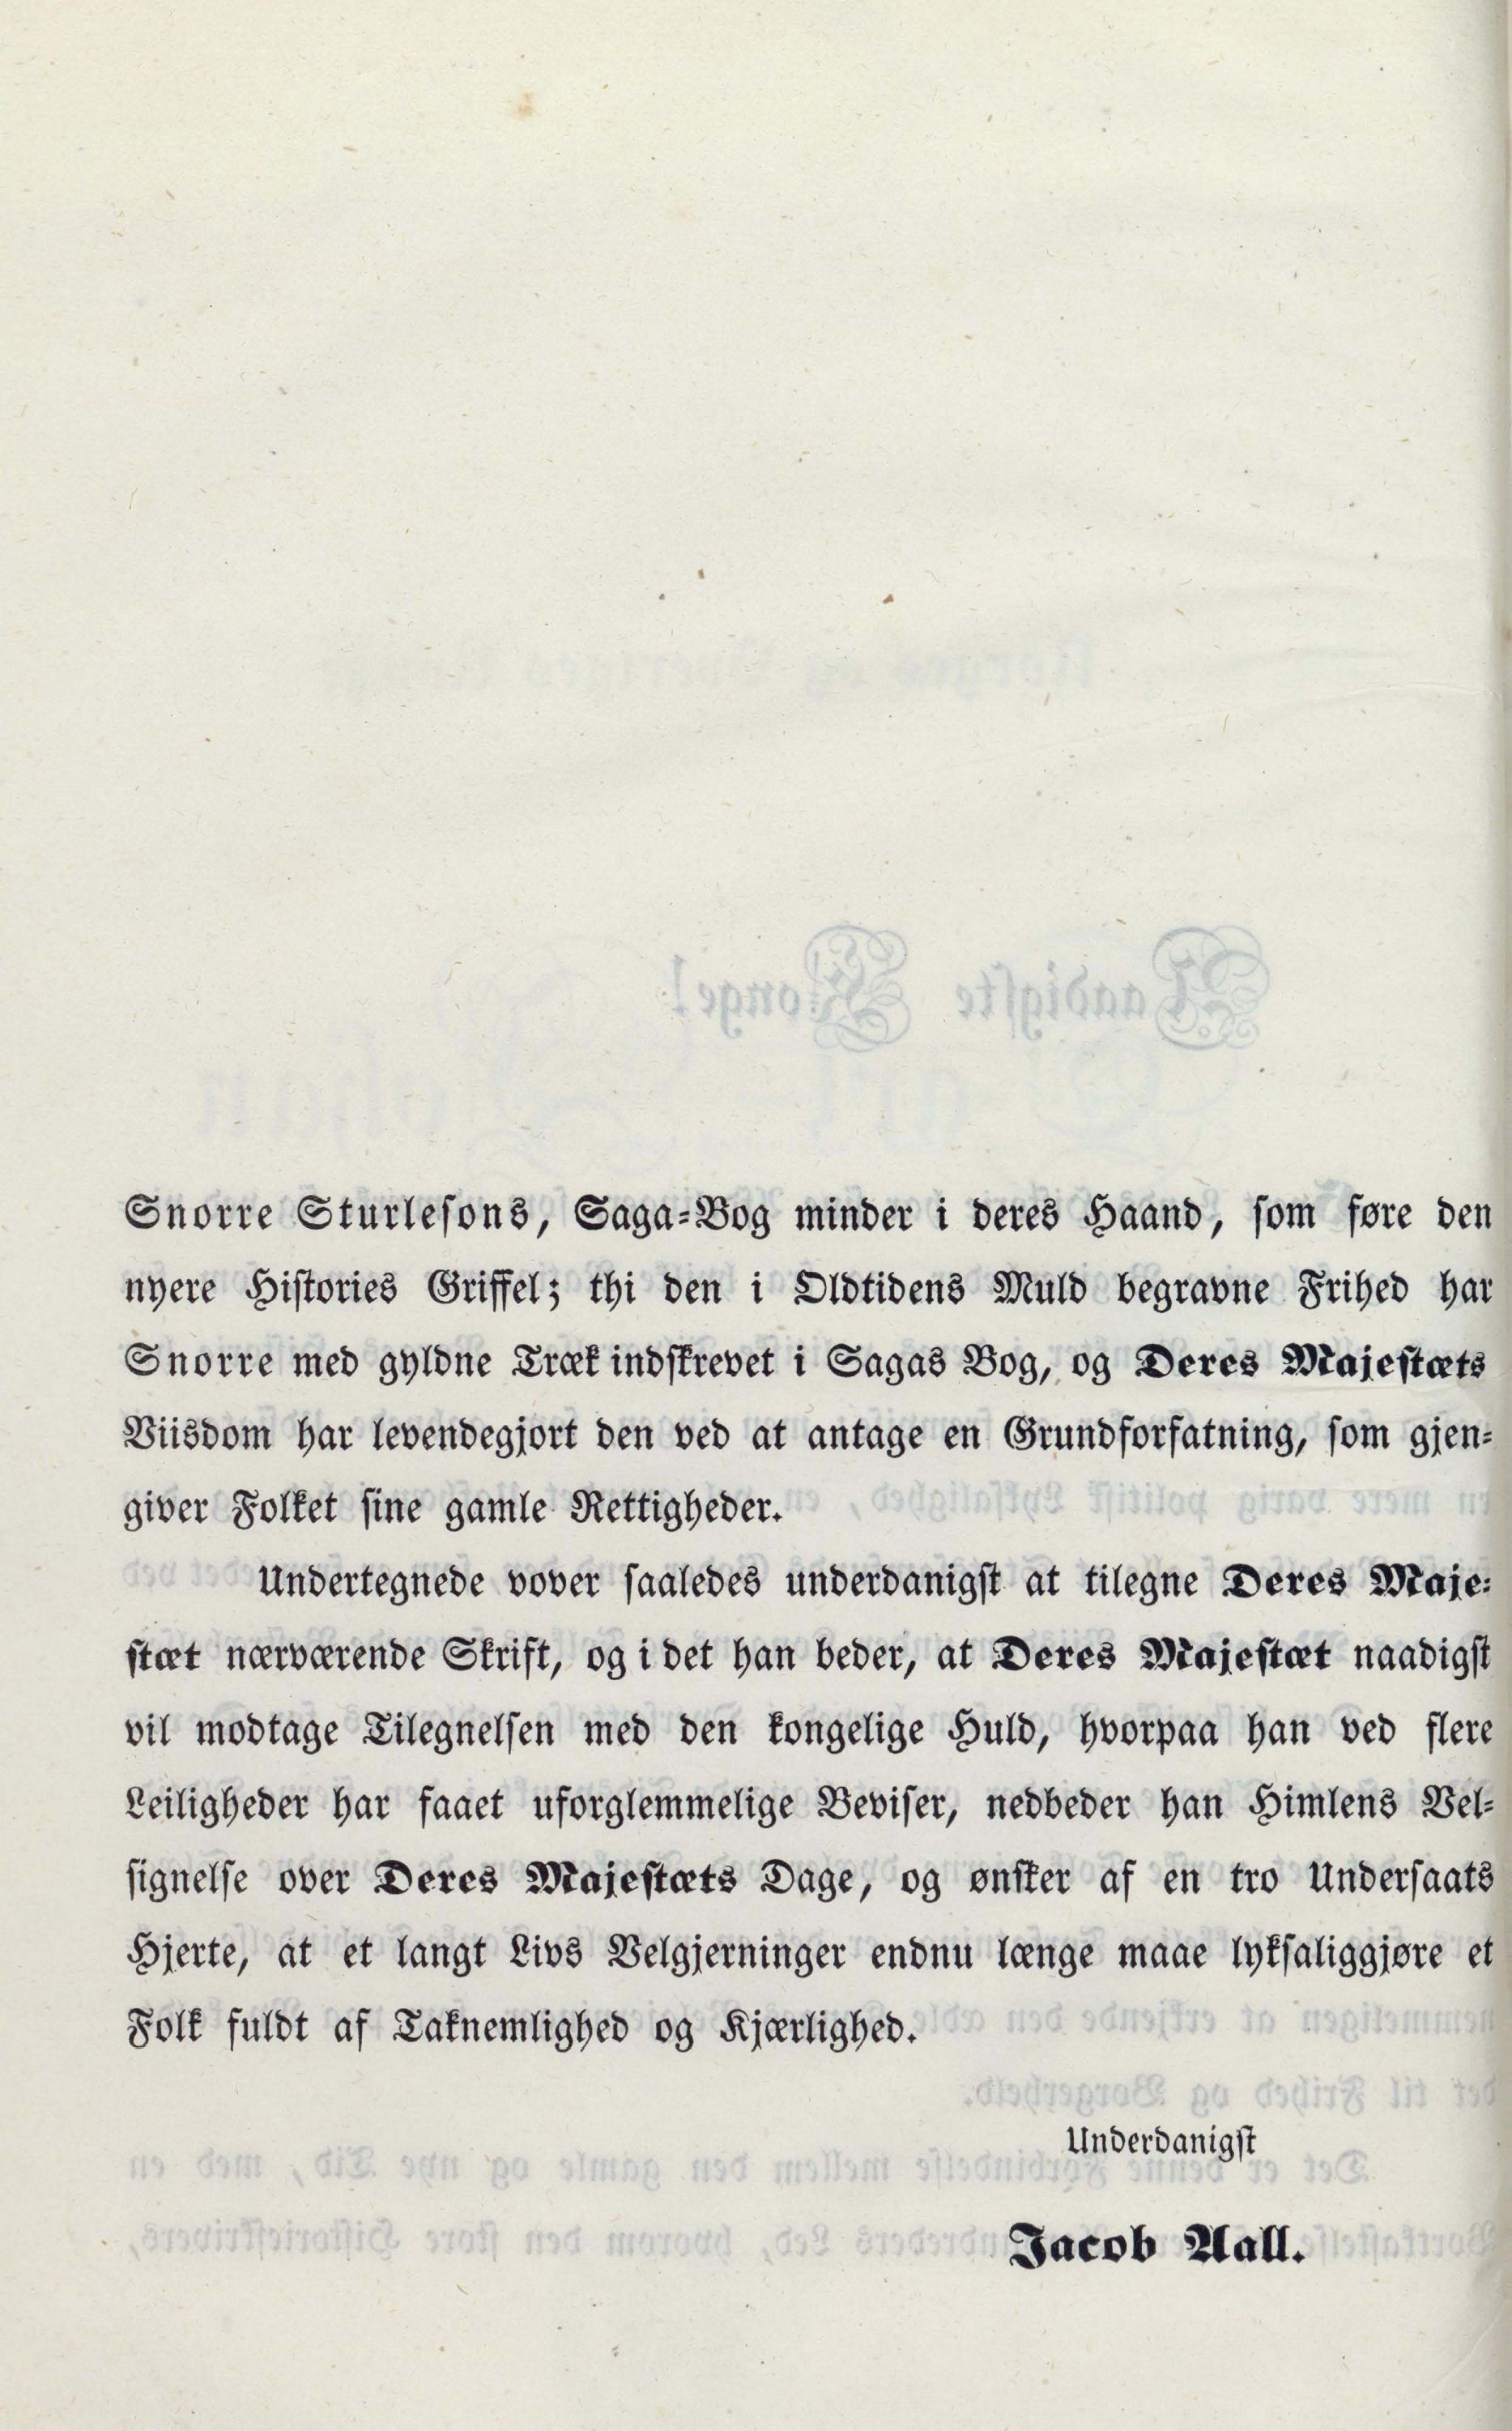 Snorre Sturlesons, Saga-Bog minder i deres Haand, som føre den
nyere Histories Griffel; thi den i Oldtidens Muld begravne Frihed har
Snorre med gyldne Træk indskrevet i Sagas Bog, og Deres Majestæts
Viisdom har levendegjort den ved at antage en Grundforfatning, som gjen-
giver Folket sine gamle Rettigheder.
Undertegnede vover saaledes underdanigst at tilegne Deres Maje-
stæt nærværende Skrift, og i det han beder, at Deres Majestæt naadigst
vil modtage Tilegnelsen med den kongelige Huld, hvorpaa han ved flere
Leiligheder har faaet uforglemmelige Beviser, nedbeder han Himlens Vel-
signelse over Deres Majestæts Dage, og ønsker af en tro Undersaats
Hjerte, at et langt Livs Velgjerninger endnu længe maae lyksaliggjøre et
Folk fuldt af Taknemlighed og Kjærlighed.
Underdanigst
Jacob Aall.